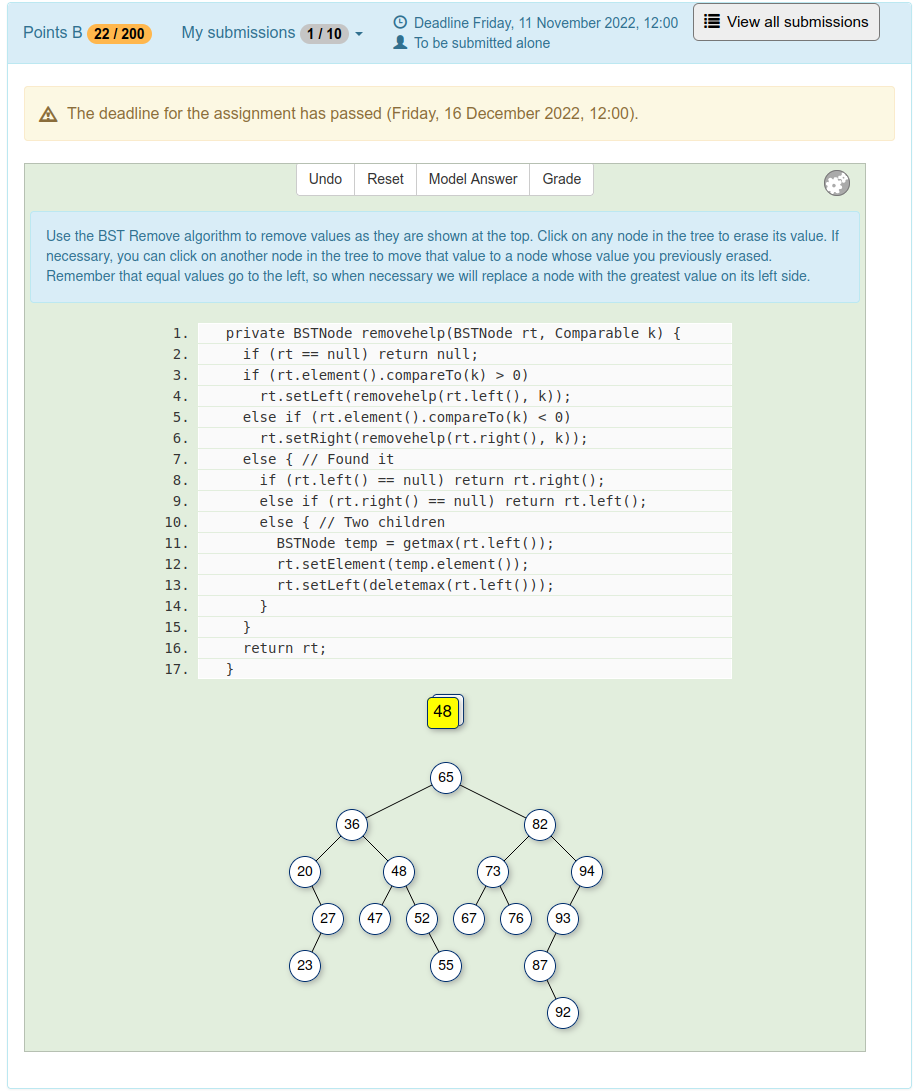 Points B 22 / 200 My submissions 1 / 10 Deadline Friday, 11 November 2022, 12:00 View all submissions
To be submitted alone
The deadline for the assignment has passed (Friday, 16 December 2022, 12:00).
Undo Reset Model Answer Grade
Use the BST Remove algorithm to remove values as they are shown at the top. Click on any node in the tree to erase its value. If
necessary, you can click on another node in the tree to move that value to a node whose value you previously erased.
Remember that equal values go to the left, so when necessary we will replace a node with the greatest value on its left side.
1. private BSTNode removehelp(BSTNode rt, Comparable k) {
2. if (rt == null) return null;
3. if (rt.element().compareTo(k) > 0)
4. rt.setLeft(removehelp(rt.left(), k));
5. else if (rt.element().compareTo(k) < 0)
6. rt.setRight(removehelp(rt.right(), k));
7. else { // Found it
8. if (rt.left() == null) return rt.right();
9. else if (rt.right() == null) return rt.left();
10. else { // Two children
11. BSTNode temp = getmax(rt.left());
12. rt.setElement(temp.element());
13. rt.setLeft(deletemax(rt.left()));
14. }
15. }
16. return rt;
17. }
48
65
36 82
20 48 73 94
27 47 52 67 76 93
23 55 87
92